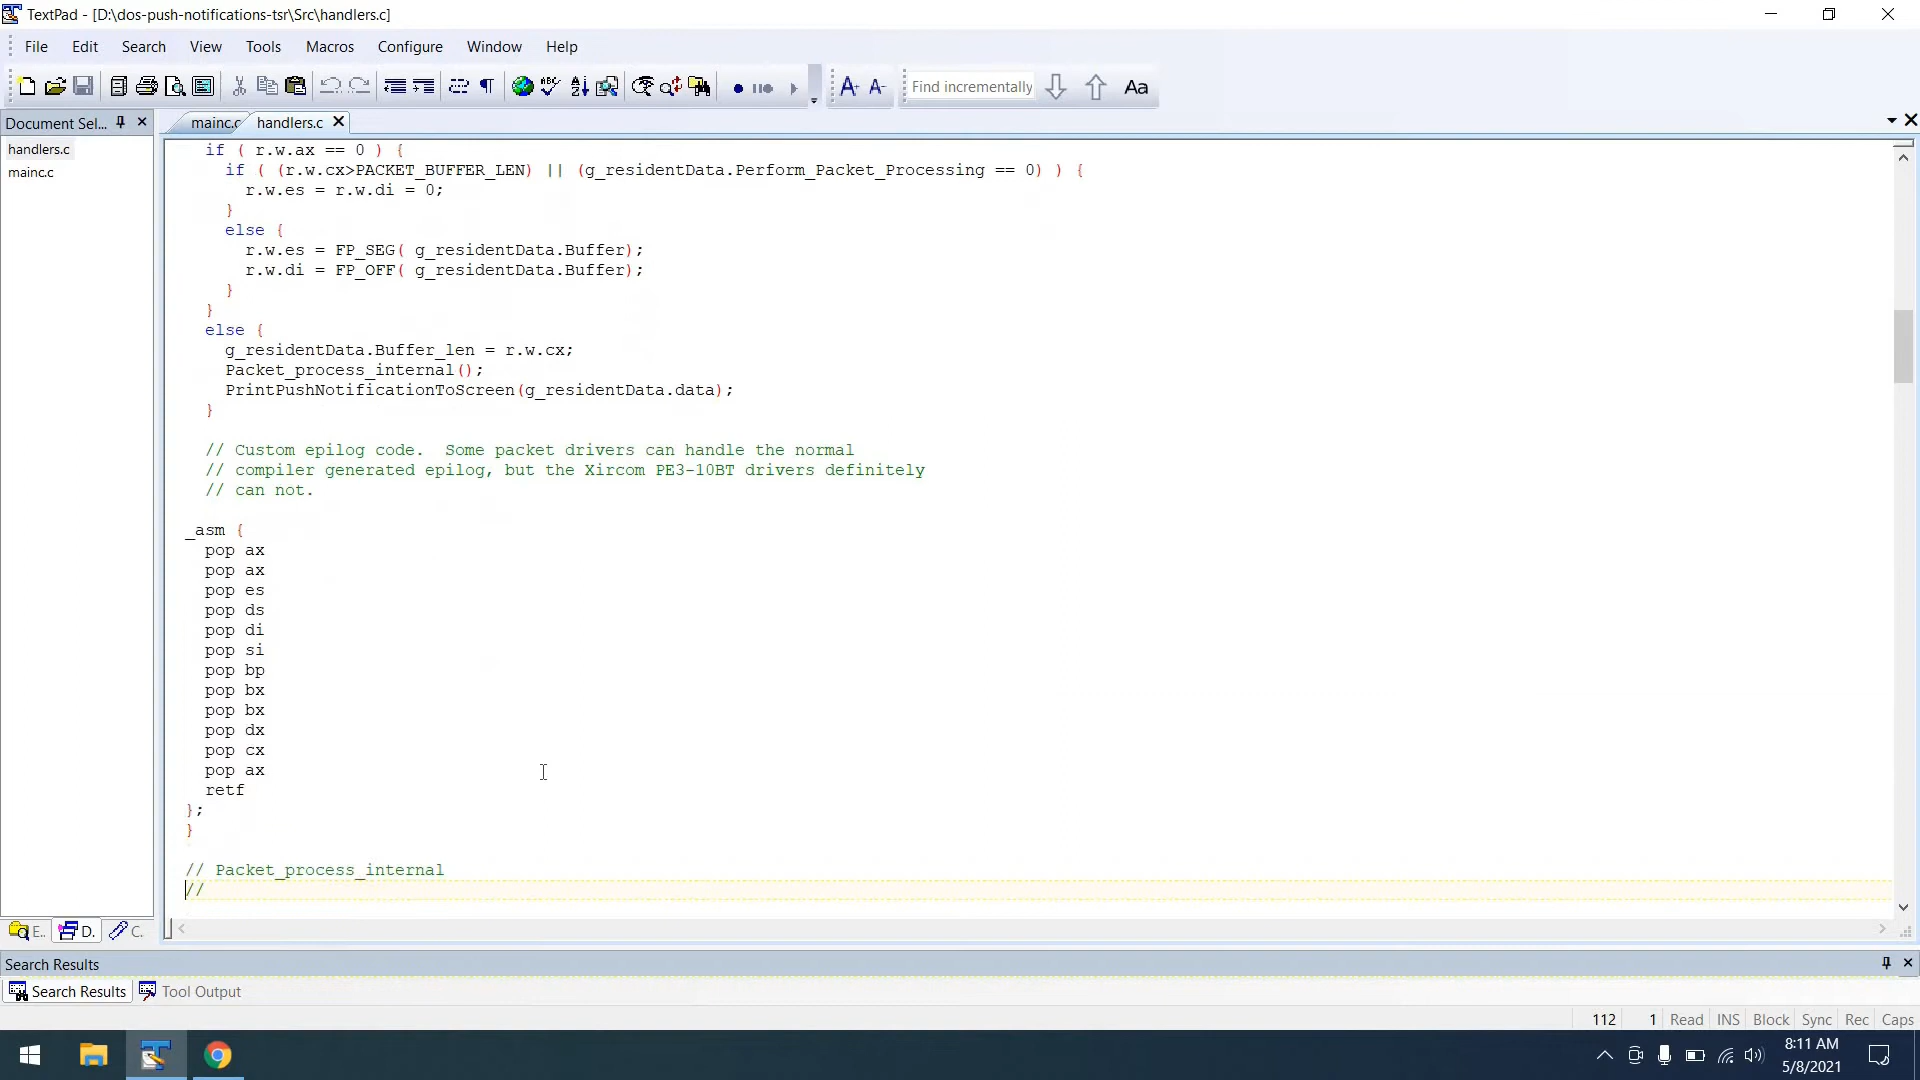 TextPad - [D:\dos-push-notifications-tsr\Src\handlers.c]
File Edit Search View Tools Macros Configure Window Help
Find incrementally
Document Sel...
mainc.c handlers.c
handlers.c
mainc.c
if ( r.w.ax == 0 ) {
if ( (r.w.cx>PACKET_BUFFER_LEN) || (g_residentData.Perform_Packet_Processing == 0) ) {
r.w.es = r.w.di = 0;
}
else {
r.w.es = FP_SEG( g_residentData.Buffer);
r.w.di = FP_OFF( g_residentData.Buffer);
}
}
else {
g_residentData.Buffer_len = r.w.cx;
Packet_process_internal();
PrintPushNotificationToScreen(g_residentData.data);
}
// Custom epilog code.  Some packet drivers can handle the normal
// compiler generated epilog, but the Xircom PE3-10BT drivers definitely
// can not.
_asm {
pop ax
pop ax
pop es
pop ds
pop di
pop si
pop bp
pop bx
pop bx
pop dx
pop cx
pop ax
retf
};
}
// Packet_process_internal
//
E.. D. C.
Search Results
Search Results Tool Output
112 1 Read INS Block Sync Rec Caps
8:11 AM
5/8/2021